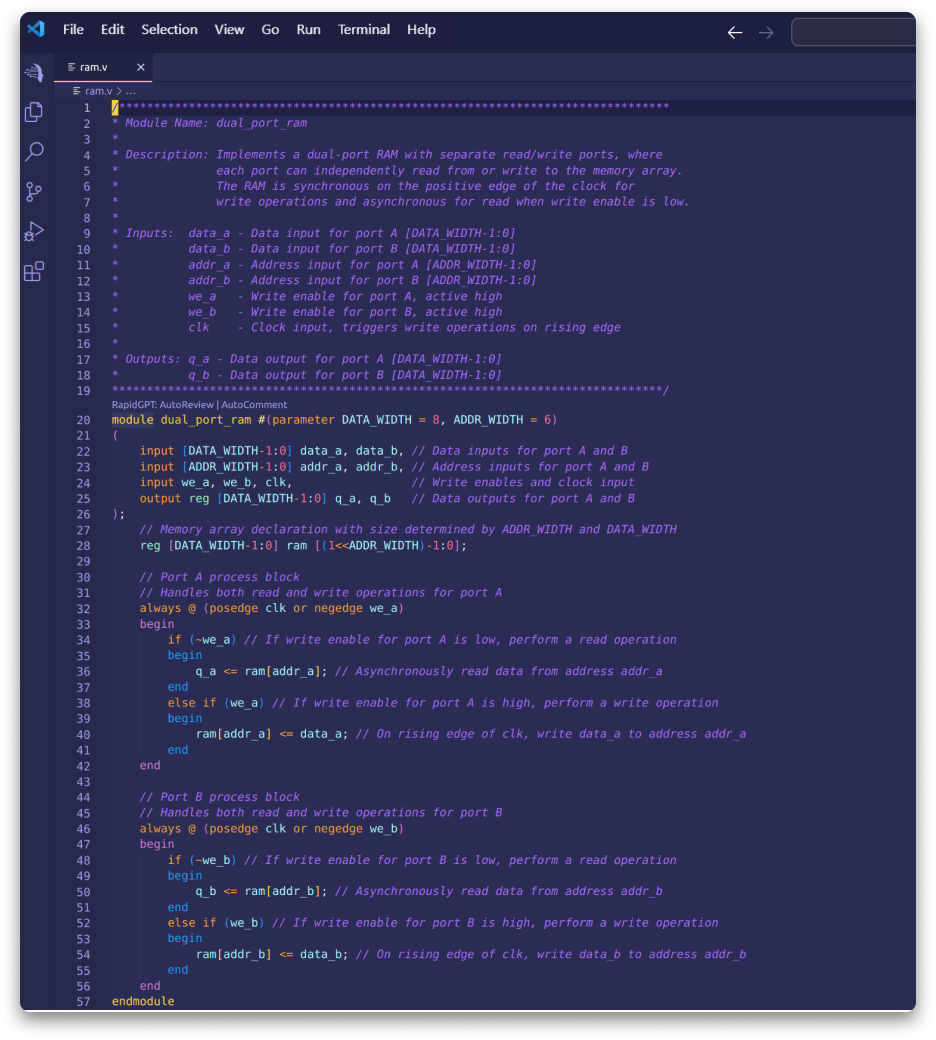 File Edit Selection View Go Run Terminal Help
ram.v
ram.v > ...
1 /*******************************************************************************
2 * Module Name: dual_port_ram
3 *
4 * Description: Implements a dual-port RAM with separate read/write ports, where
5 * each port can independently read from or write to the memory array.
6 * The RAM is synchronous on the positive edge of the clock for
7 * write operations and asynchronous for read when write enable is low.
8 *
9 * Inputs: data_a - Data input for port A [DATA_WIDTH-1:0]
10 * data_b - Data input for port B [DATA_WIDTH-1:0]
11 * addr_a - Address input for port A [ADDR_WIDTH-1:0]
12 * addr_b - Address input for port B [ADDR_WIDTH-1:0]
13 * we_a - Write enable for port A, active high
14 * we_b - Write enable for port B, active high
15 * clk - Clock input, triggers write operations on rising edge
16 *
17 * Outputs: q_a - Data output for port A [DATA_WIDTH-1:0]
18 * q_b - Data output for port B [DATA_WIDTH-1:0]
19 *******************************************************************************/
RapidGPT: AutoReview | AutoComment
20 module dual_port_ram #(parameter DATA_WIDTH = 8, ADDR_WIDTH = 6)
21 (
22 input [DATA_WIDTH-1:0] data_a, data_b, // Data inputs for port A and B
23 input [ADDR_WIDTH-1:0] addr_a, addr_b, // Address inputs for port A and B
24 input we_a, we_b, clk, // Write enables and clock input
25 output reg [DATA_WIDTH-1:0] q_a, q_b // Data outputs for port A and B
26 );
27 // Memory array declaration with size determined by ADDR_WIDTH and DATA_WIDTH
28 reg [DATA_WIDTH-1:0] ram [(1<<ADDR_WIDTH)-1:0];
29
30 // Port A process block
31 // Handles both read and write operations for port A
32 always @ (posedge clk or negedge we_a)
33 begin
34 if (~we_a) // If write enable for port A is low, perform a read operation
35 begin
36 q_a <= ram[addr_a]; // Asynchronously read data from address addr_a
37 end
38 else if (we_a) // If write enable for port A is high, perform a write operation
39 begin
40 ram[addr_a] <= data_a; // On rising edge of clk, write data_a to address addr_a
41 end
42 end
43
44 // Port B process block
45 // Handles both read and write operations for port B
46 always @ (posedge clk or negedge we_b)
47 begin
48 if (~we_b) // If write enable for port B is low, perform a read operation
49 begin
50 q_b <= ram[addr_b]; // Asynchronously read data from address addr_b
51 end
52 else if (we_b) // If write enable for port B is high, perform a write operation
53 begin
54 ram[addr_b] <= data_b; // On rising edge of clk, write data_b to address addr_b
55 end
56 end
57 endmodule